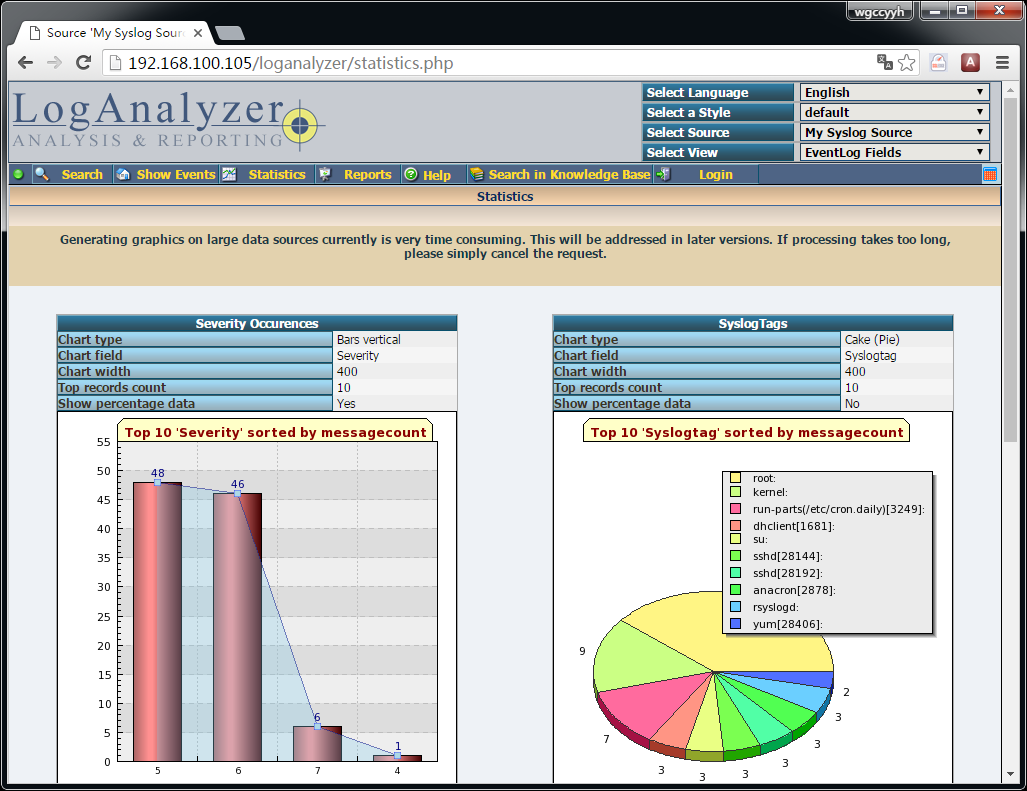 wgccyyh
Source 'My Syslog Sour
192.168.100.105/loganalyzer/statistics.php
LogAnalyzer
ANALYSIS & REPORTING
Select Language English
Select a Style default
Select Source My Syslog Source
Select View EventLog Fields
Search Show Events Statistics Reports Help Search in Knowledge Base Login
Statistics
Generating graphics on large data sources currently is very time consuming. This will be addressed in later versions. If processing takes too long,
please simply cancel the request.
Severity Occurences
Chart type Bars vertical
Chart field Severity
Chart width 400
Top records count 10
Show percentage data Yes
Top 10 'Severity' sorted by messagecount
55
50
45
40
35
30
25
20
15
10
5
0
48
46
6
1
5 6 7 4
SyslogTags
Chart type Cake (Pie)
Chart field Syslogtag
Chart width 400
Top records count 10
Show percentage data No
Top 10 'Syslogtag' sorted by messagecount
root:
kernel:
run-parts(/etc/cron.daily)[3249]:
dhclient[1681]:
su:
sshd[28144]:
sshd[28192]:
anacron[2878]:
rsyslogd:
yum[28406]:
9
7
3
3
3
3
3
3
2